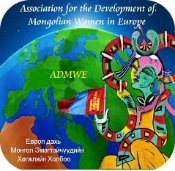 Association for the Development of
Mongolian Women in Europe
ADMWE
Европ дахь
Монгол Эмэгтэйчүүдийн
Хөгжлийн Холбоо